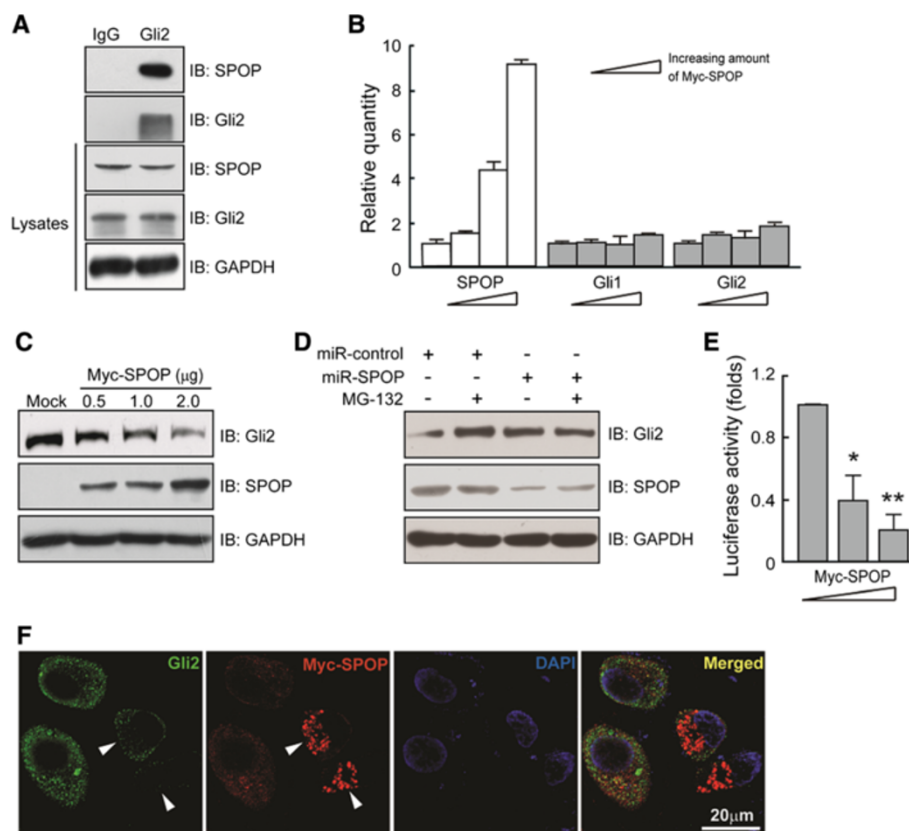 A
IgG Gli2
IB: SPOP
IB: Gli2
IB: SPOP
Lysates
IB: Gli2
IB: GAPDH
B
Relative quantity
10
8
6
4
2
0
Increasing amount
of Myc-SPOP
SPOP Gli1 Gli2
C
Myc-SPOP (μg)
Mock 0.5 1.0 2.0
IB: Gli2
IB: SPOP
IB: GAPDH
D
miR-control + + - -
miR-SPOP - - + +
MG-132 - + - +
IB: Gli2
IB: SPOP
IB: GAPDH
E
Luciferase activity (folds)
1.2
0.8
0.4
0
*
**
Myc-SPOP
F
Gli2 Myc-SPOP DAPI Merged
20μm